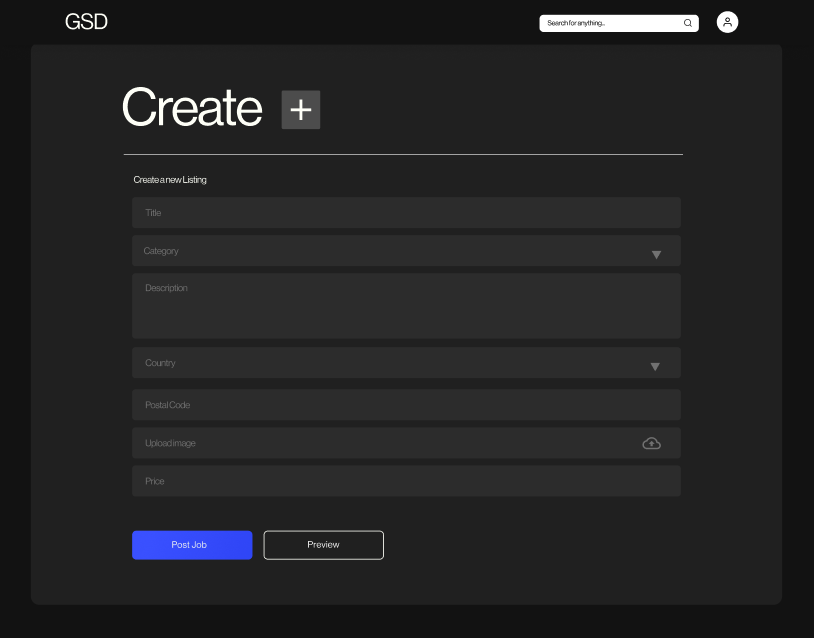 GSD
Search for anything..
Create +
Create a new Listing
Title
Category
Description
Country
Postal Code
Upload image
Price
Post Job
Preview